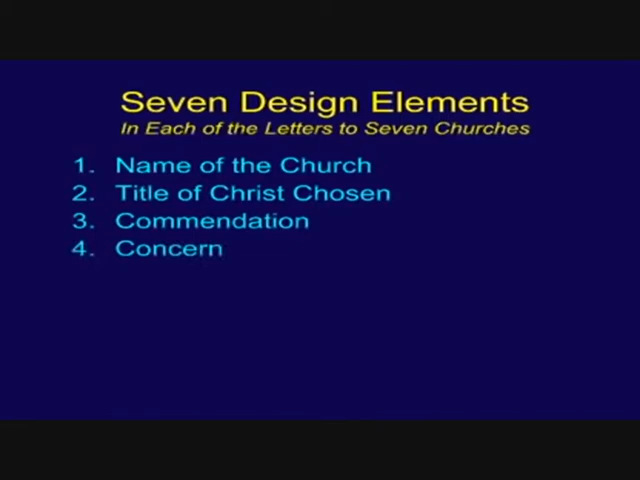 Seven Design Elements
In Each of the Letters to Seven Churches
1. Name of the Church
2. Title of Christ Chosen
3. Commendation
4. Concern